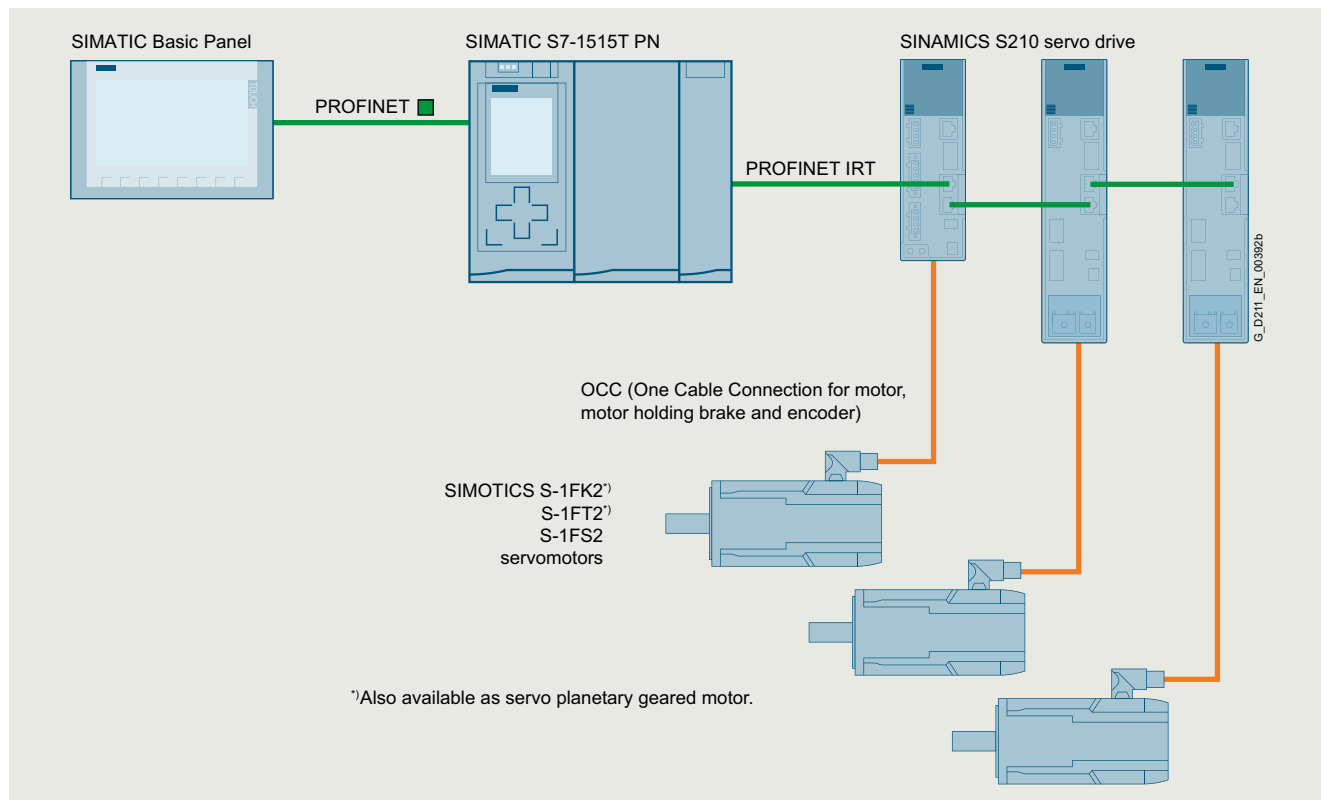 SIMATIC Basic Panel
SIMATIC S7-1515T PN
SINAMICS S210 servo drive
TOUCH
PROFINET
PROFINET IRT
G_D211_EN_00392b
OCC (One Cable Connection for motor,
motor holding brake and encoder)
SIMOTICS S-1FK2*)
S-1FT2*)
S-1FS2
servomotors
*)Also available as servo planetary geared motor.